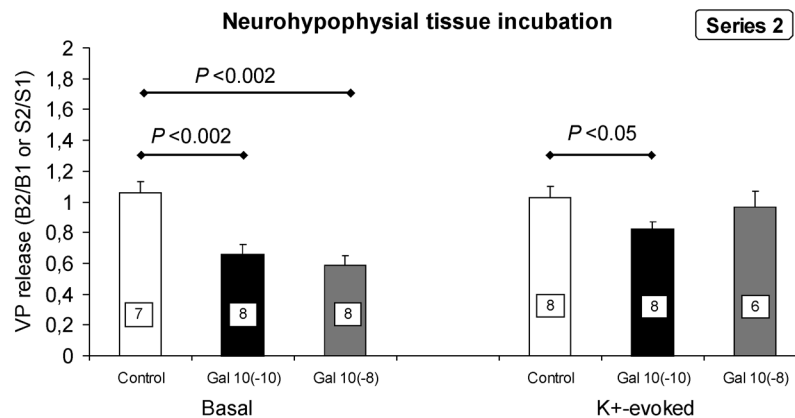 Neurohypophysial tissue incubation
Series 2
VP release (B2/B1 or S2/S1)
2
1,8
1,6
1,4
1,2
1
0,8
0,6
0,4
0,2
0
P <0.002
P <0.002
P <0.05
7 8 8 8 8 6
Control Gal 10(-10) Gal 10(-8) Control Gal 10(-10) Gal 10(-8)
Basal K+-evoked